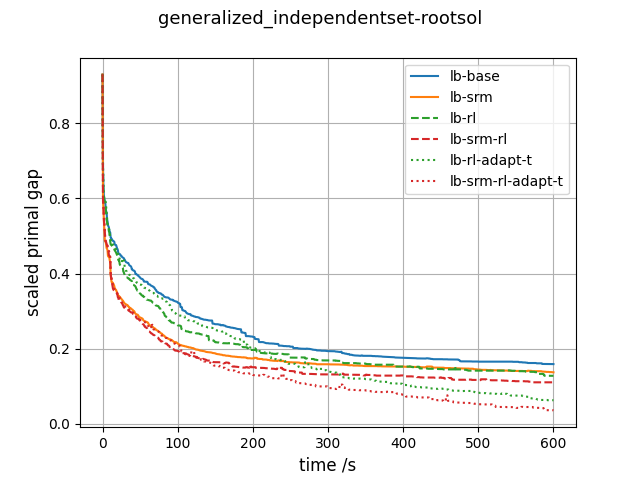 generalized_independentset-rootsol
lb-base
lb-srm
lb-rl
lb-srm-rl
lb-rl-adapt-t
lb-srm-rl-adapt-t
scaled primal gap
0.8
0.6
0.4
0.2
0.0
0 100 200 300 400 500 600
time /s